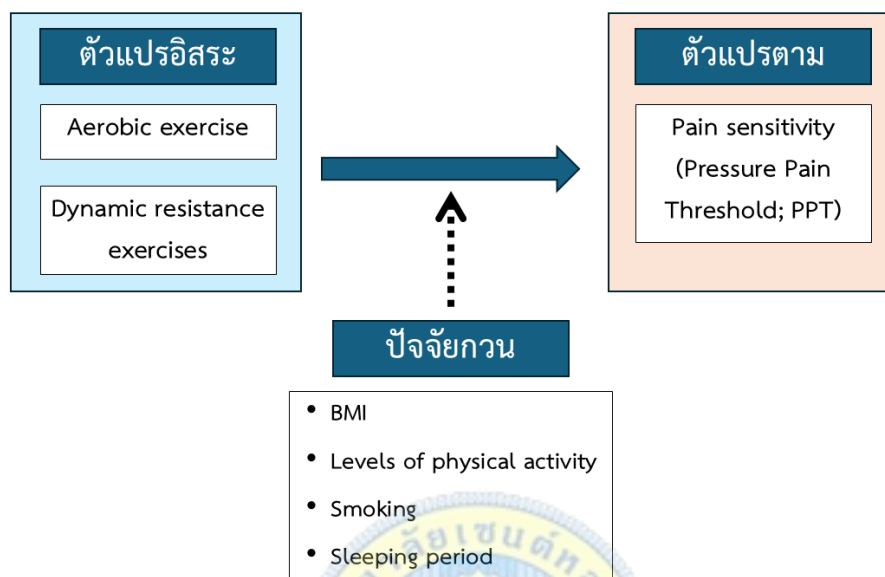 ตัวแปรอิสระ
Aerobic exercise
Dynamic resistance
exercises
ตัวแปรตาม
Pain sensitivity
(Pressure Pain
Threshold; PPT)
ปัจจัยกวน
• BMI
• Levels of physical activity
• Smoking
• Sleeping period